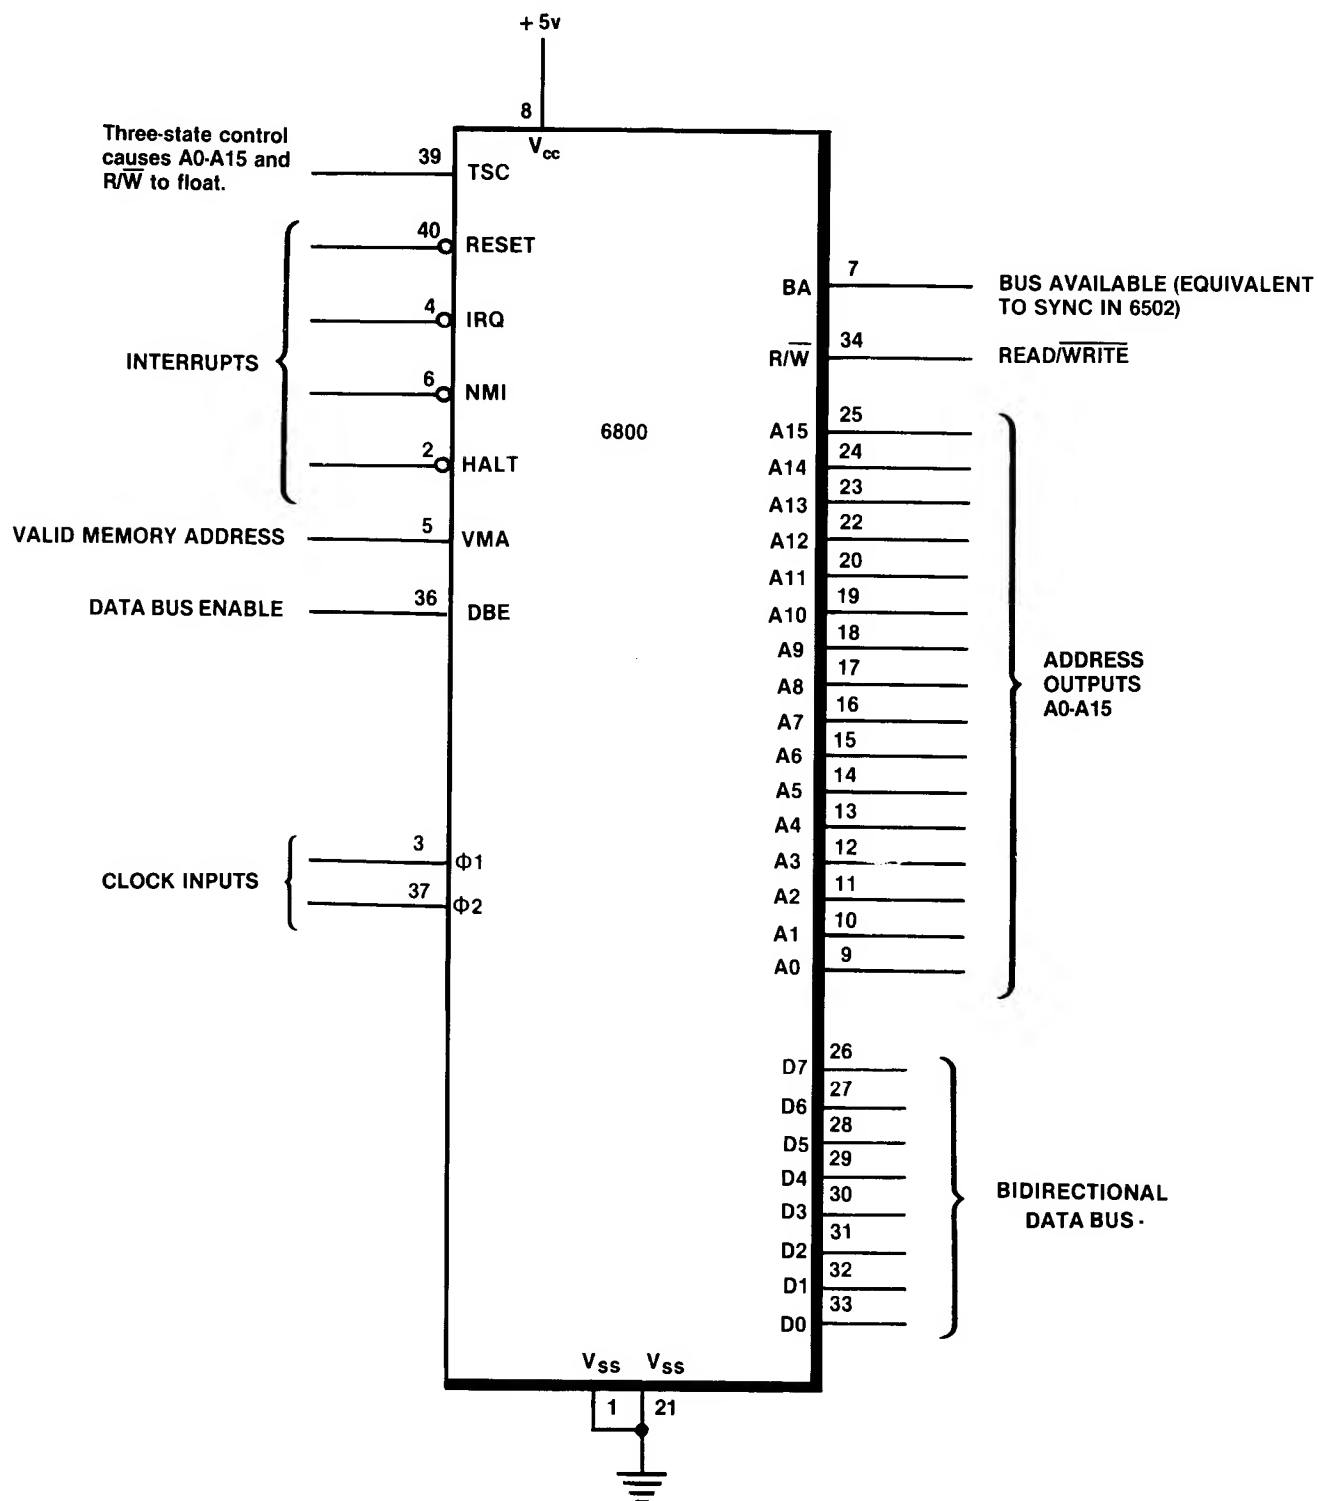 + 5v
8
Vcc
Three-state control
causes A0-A15 and
R/W̅ to float.
39
TSC
40
RESET
4
IRQ
INTERRUPTS
6
NMI
2
HALT
VALID MEMORY ADDRESS
5
VMA
DATA BUS ENABLE
36
DBE
CLOCK INPUTS
3
Φ1
37
Φ2
6800
BA
7
BUS AVAILABLE (EQUIVALENT
TO SYNC IN 6502)
R/W̅
34
READ/W̅R̅I̅T̅E̅
A15
25
A14
24
A13
23
A12
22
A11
20
A10
19
A9
18
A8
17
A7
16
A6
15
A5
14
A4
13
A3
12
A2
11
A1
10
A0
9
ADDRESS
OUTPUTS
A0-A15
D7
26
D6
27
D5
28
D4
29
D3
30
D2
31
D1
32
D0
33
BIDIRECTIONAL
DATA BUS
VSS VSS
1 21